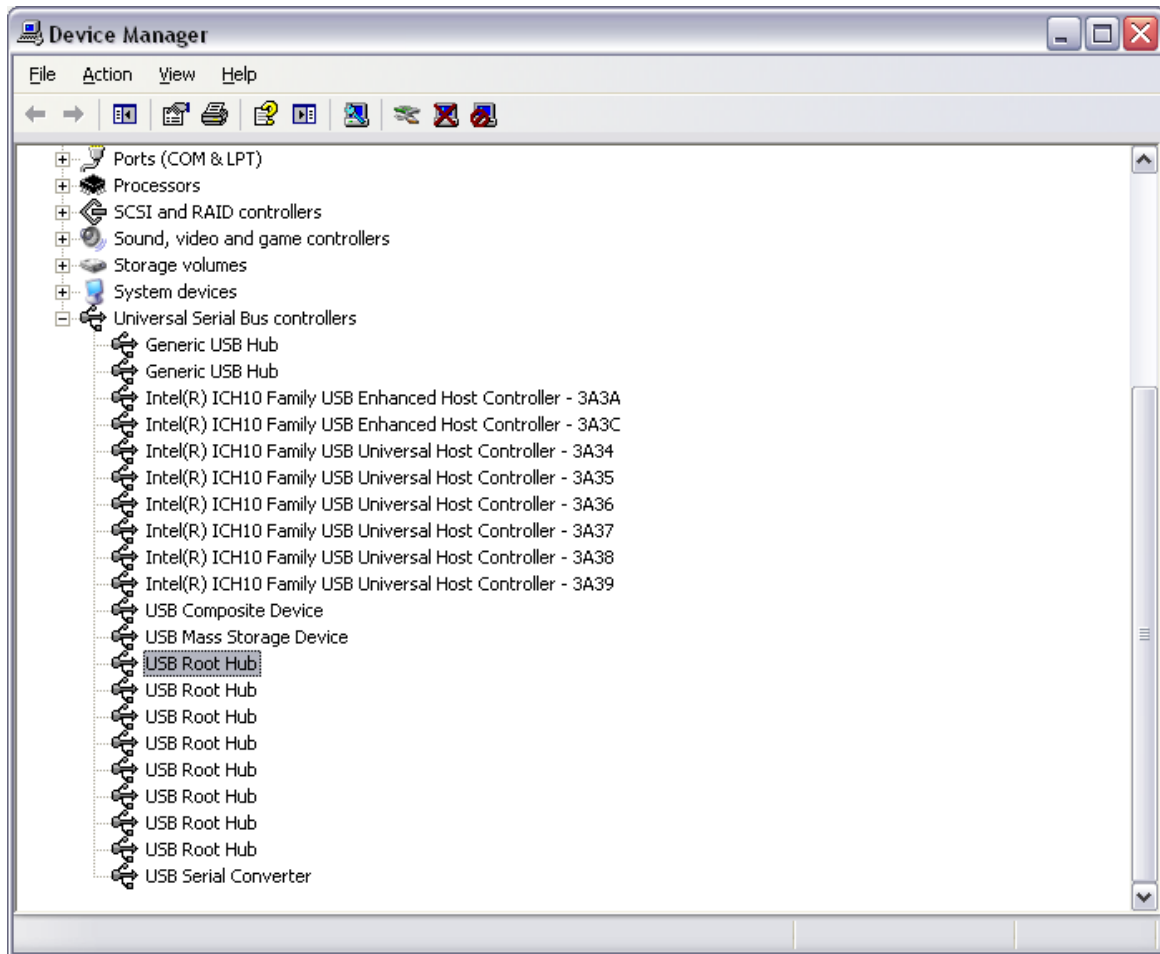 Device Manager
File Action View Help
Ports (COM & LPT)
Processors
SCSI and RAID controllers
Sound, video and game controllers
Storage volumes
System devices
Universal Serial Bus controllers
Generic USB Hub
Generic USB Hub
Intel(R) ICH10 Family USB Enhanced Host Controller - 3A3A
Intel(R) ICH10 Family USB Enhanced Host Controller - 3A3C
Intel(R) ICH10 Family USB Universal Host Controller - 3A34
Intel(R) ICH10 Family USB Universal Host Controller - 3A35
Intel(R) ICH10 Family USB Universal Host Controller - 3A36
Intel(R) ICH10 Family USB Universal Host Controller - 3A37
Intel(R) ICH10 Family USB Universal Host Controller - 3A38
Intel(R) ICH10 Family USB Universal Host Controller - 3A39
USB Composite Device
USB Mass Storage Device
USB Root Hub
USB Root Hub
USB Root Hub
USB Root Hub
USB Root Hub
USB Root Hub
USB Root Hub
USB Root Hub
USB Serial Converter